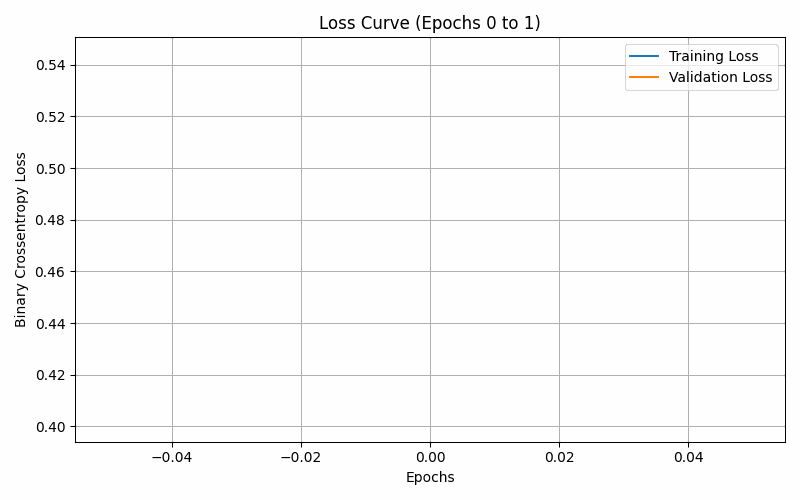 Loss Curve (Epochs 0 to 1)
Training Loss
Validation Loss
0.54
0.52
0.50
0.48
0.46
0.44
0.42
0.40
Binary Crossentropy Loss
−0.04 −0.02 0.00 0.02 0.04
Epochs